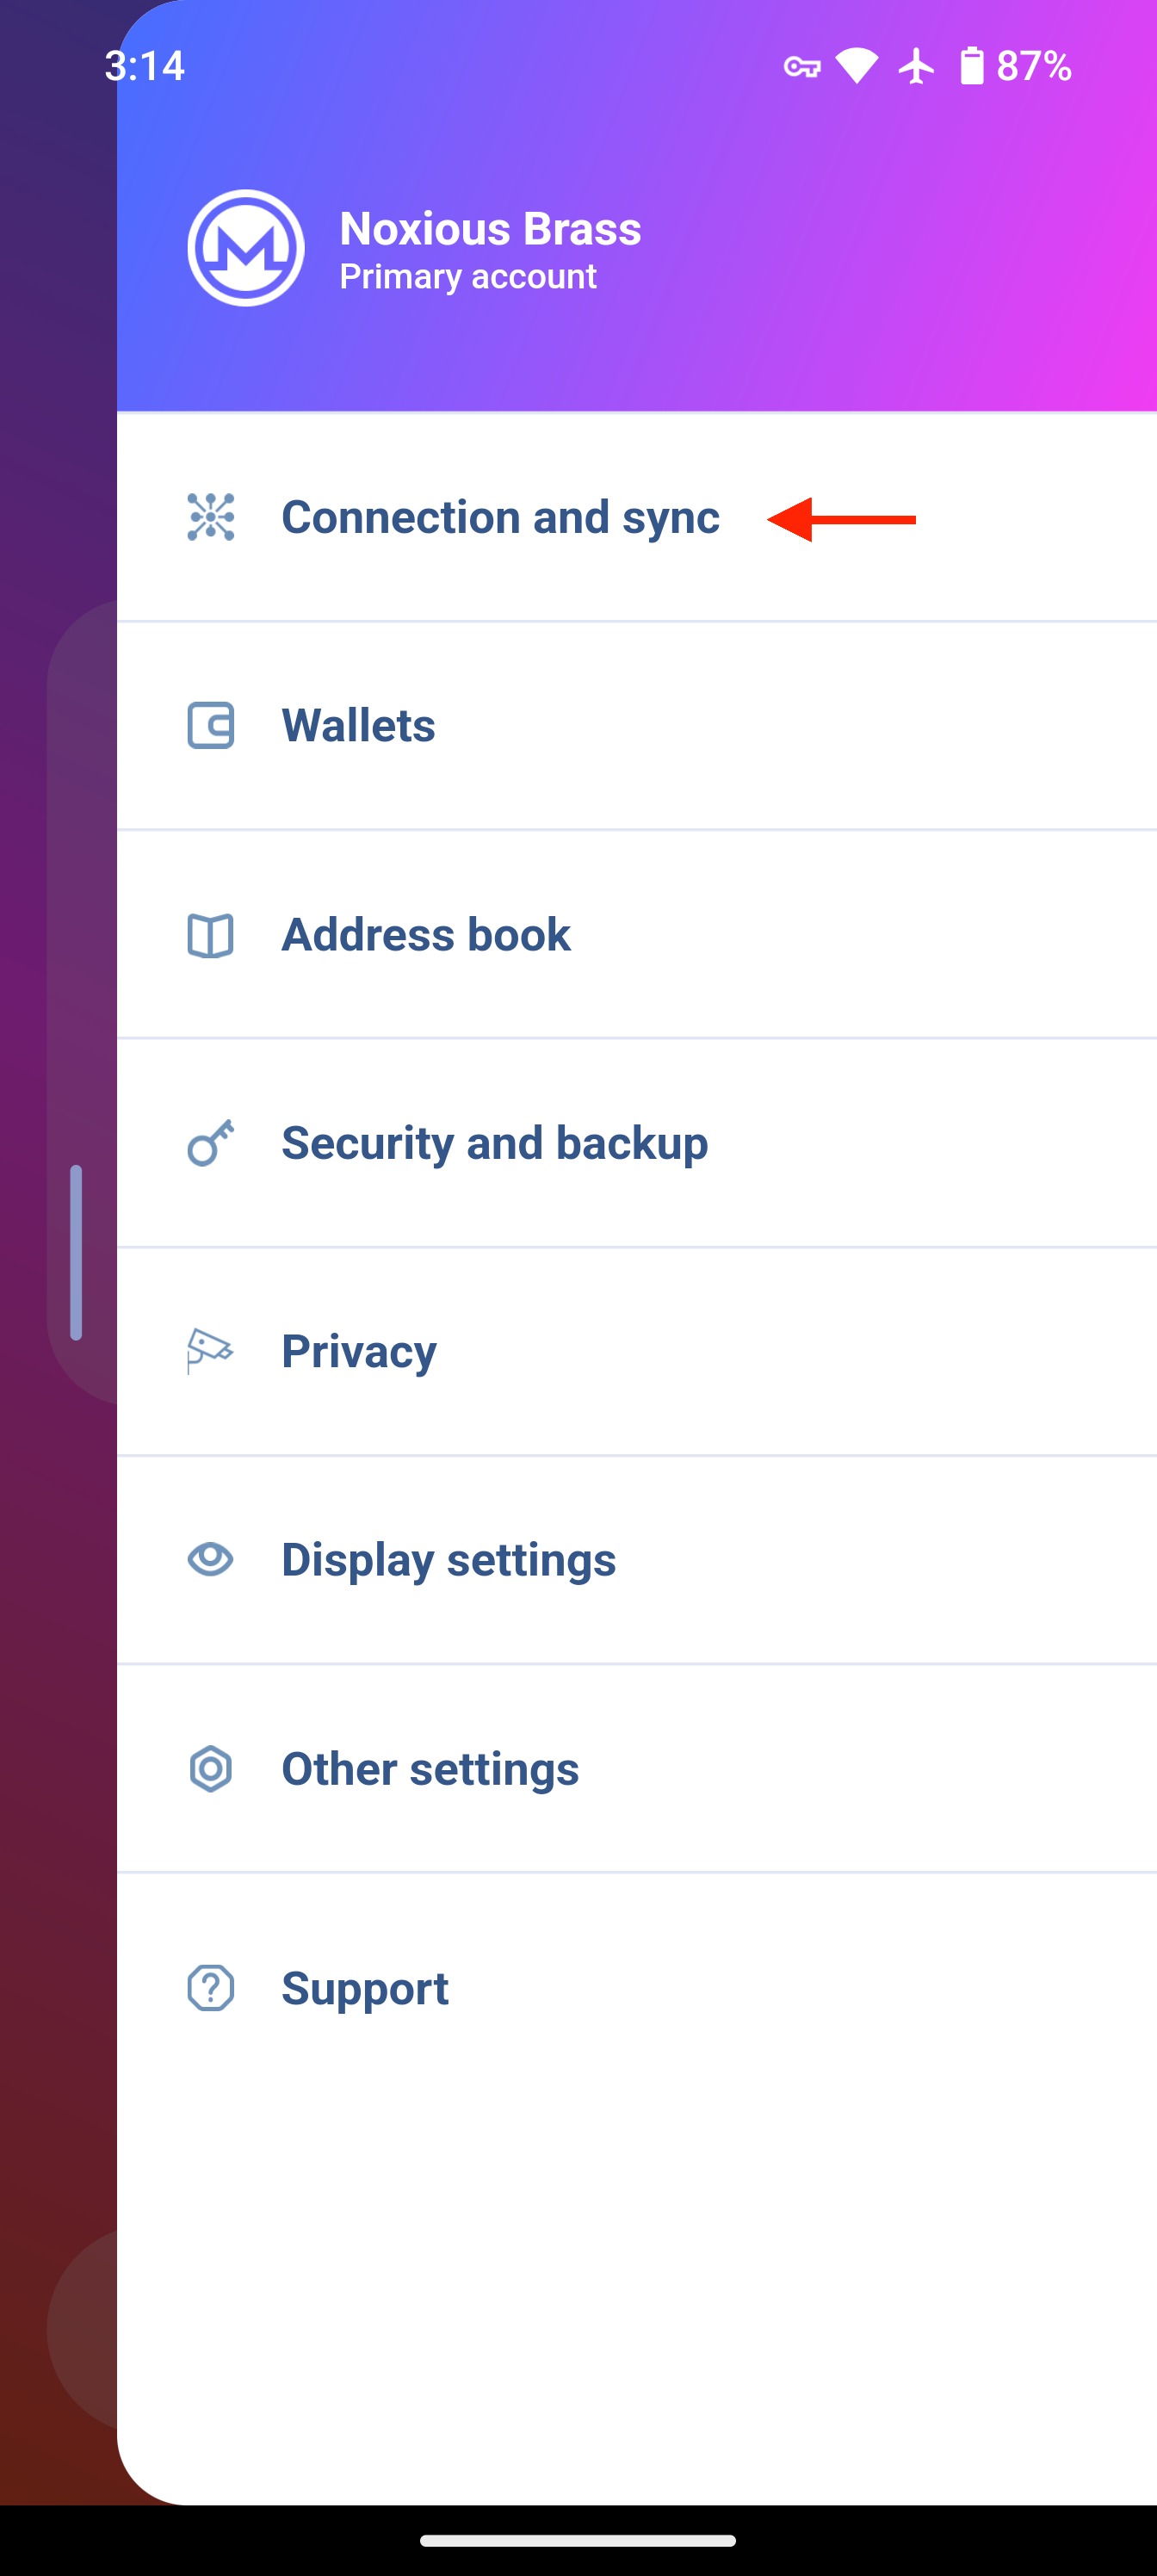 3:14
87%
Noxious Brass
Primary account
Connection and sync
Wallets
Address book
Security and backup
Privacy
Display settings
Other settings
Support